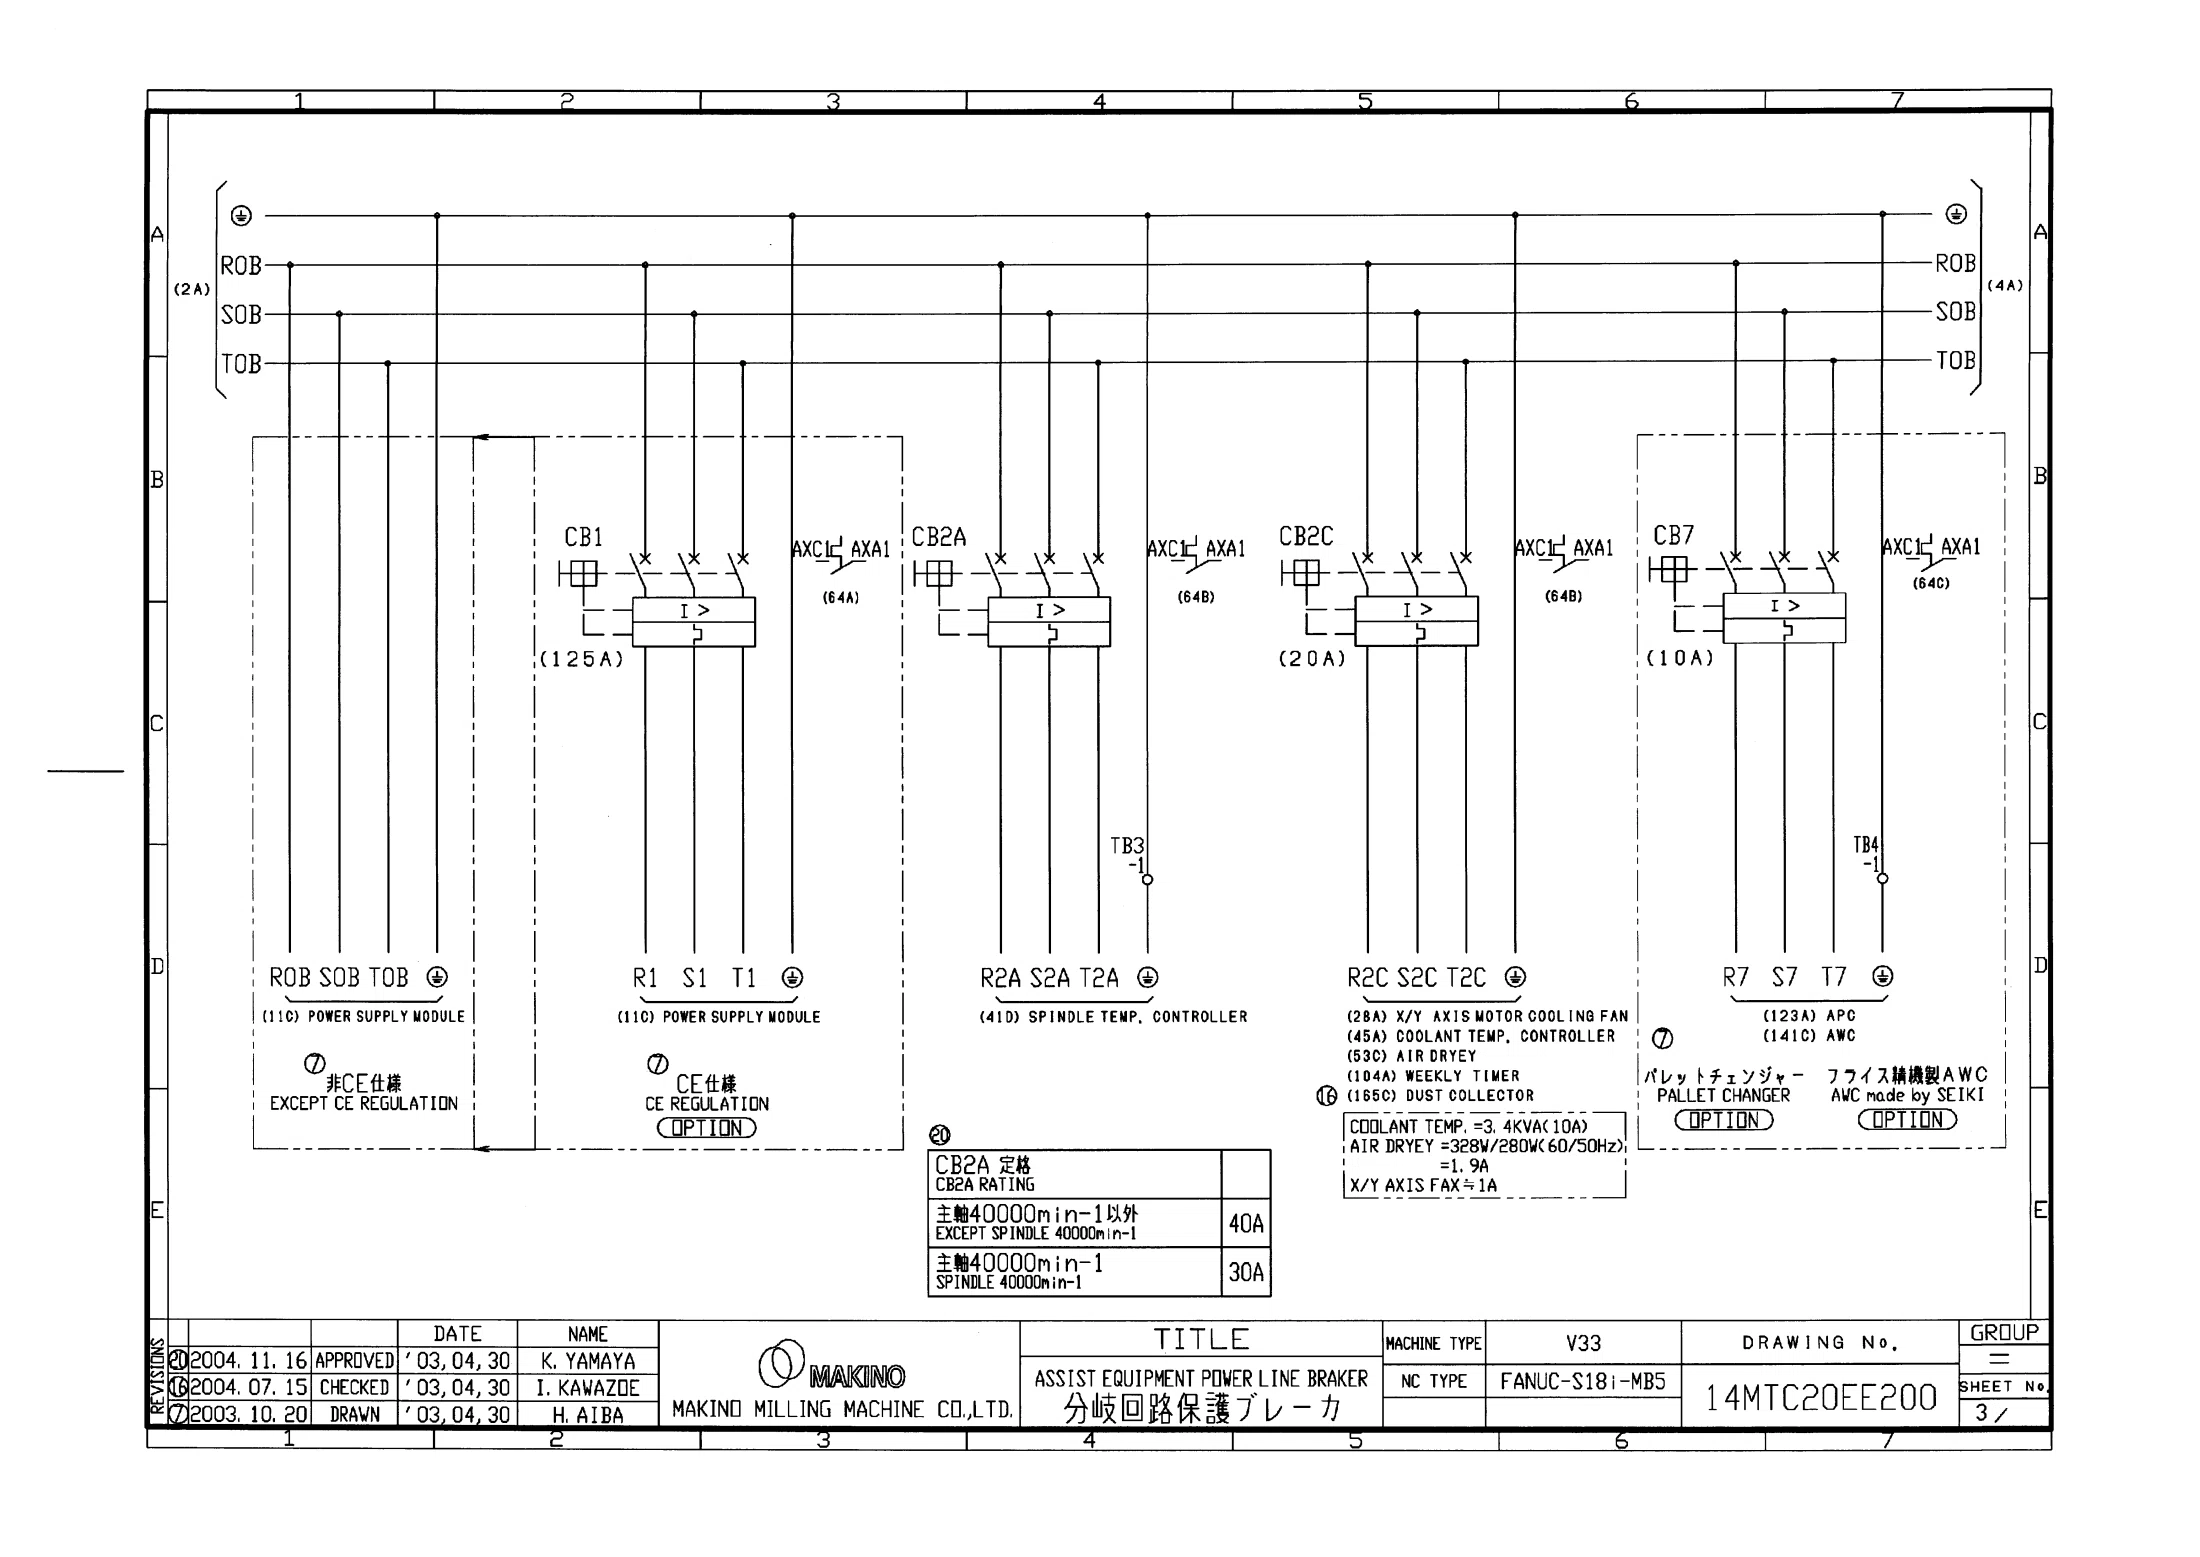 1 2 3 4 5 6 7
A A
B B
C C
D D
E E
(2A)
ROB ROB
SOB SOB
TOB TOB
(4A)
CB1
AXC1 AXA1
(64A)
I >
(125A)
CB2A
AXC1 AXA1
(64B)
I >
CB2C
AXC1 AXA1
(64B)
I >
(20A)
CB7
AXC1 AXA1
(64C)
I >
(10A)
TB3
-1
TB4
-1
ROB SOB TOB
(11C) POWER SUPPLY MODULE
⑦
非CE仕様
EXCEPT CE REGULATION
R1 S1 T1
(11C) POWER SUPPLY MODULE
⑦
CE仕様
CE REGULATION
OPTION
R2A S2A T2A
(41D) SPINDLE TEMP. CONTROLLER
R2C S2C T2C
(28A) X/Y AXIS MOTOR COOLING FAN
(45A) COOLANT TEMP. CONTROLLER
(53C) AIR DRYEY
(104A) WEEKLY TIMER
⑯ (165C) DUST COLLECTOR
COOLANT TEMP. =3. 4KVA(10A)
AIR DRYEY =328W/280W(60/50Hz)
=1. 9A
X/Y AXIS FAX≒1A
R7 S7 T7
(123A) APC
(141C) AWC
⑦
パレットチェンジャー
PALLET CHANGER
OPTION
フライス精機製AWC
AWC made by SEIKI
OPTION
⑳
CB2A 定格
CB2A RATING
主軸40000min-1以外
EXCEPT SPINDLE 40000min-1
40A
主軸40000min-1
SPINDLE 40000min-1
30A
REVISIONS
DATE NAME
⑳ 2004. 11. 16 APPROVED '03,04,30 K. YAMAYA
⑯ 2004. 07. 15 CHECKED '03,04,30 I. KAWAZOE
⑦ 2003. 10. 20 DRAWN '03,04,30 H. AIBA
MAKINO
MAKINO MILLING MACHINE CO.,LTD.
TITLE
ASSIST EQUIPMENT POWER LINE BRAKER
分岐回路保護ブレーカ
MACHINE TYPE V33
NC TYPE FANUC-S18i-MB5
DRAWING No.
14MTC20EE200
GROUP
=
SHEET No.
3/
1 2 3 4 5 6 7